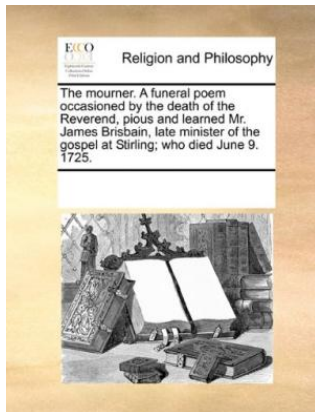 ECCO
Religion and Philosophy
The mourner. A funeral poem
occasioned by the death of the
Reverend, pious and learned Mr.
James Brisbain, late minister of the
gospel at Stirling; who died June 9.
1725.